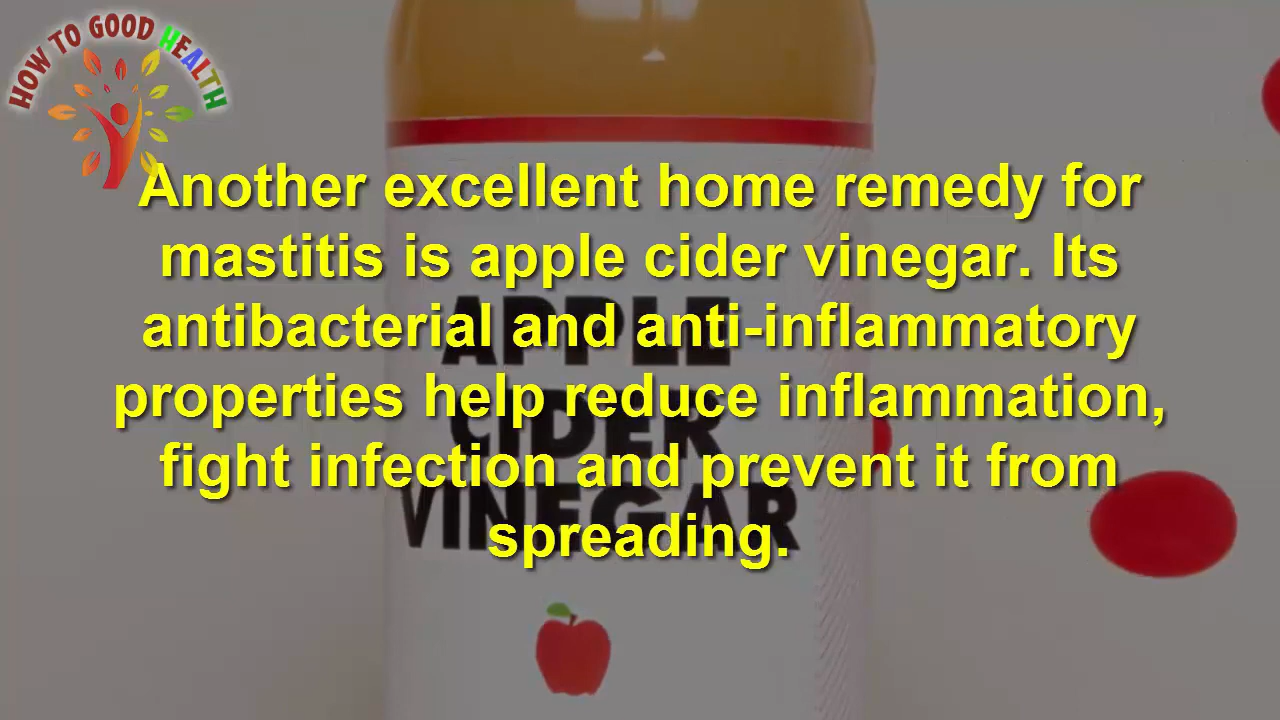 HOW TO GOOD HEALTH
Another excellent home remedy for
mastitis is apple cider vinegar. Its
antibacterial and anti-inflammatory
properties help reduce inflammation,
fight infection and prevent it from
spreading.
APPLE
CIDER
VINEGAR